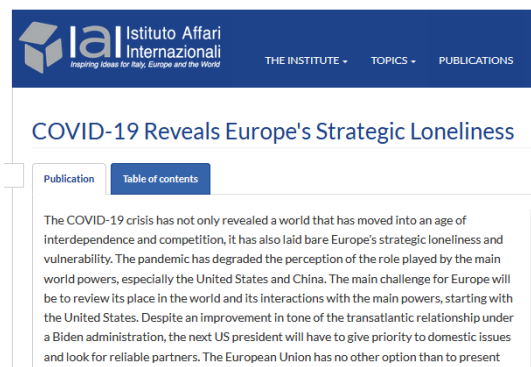 iai Istituto Affari
Internazionali
Inspiring Ideas for Italy, Europe and the World
THE INSTITUTE TOPICS PUBLICATIONS
COVID-19 Reveals Europe's Strategic Loneliness
Publication Table of contents
The COVID-19 crisis has not only revealed a world that has moved into an age of
interdependence and competition, it has also laid bare Europe's strategic loneliness and
vulnerability. The pandemic has degraded the perception of the role played by the main
world powers, especially the United States and China. The main challenge for Europe will
be to review its place in the world and its interactions with the main powers, starting with
the United States. Despite an improvement in tone of the transatlantic relationship under
a Biden administration, the next US president will have to give priority to domestic issues
and look for reliable partners. The European Union has no other option than to present